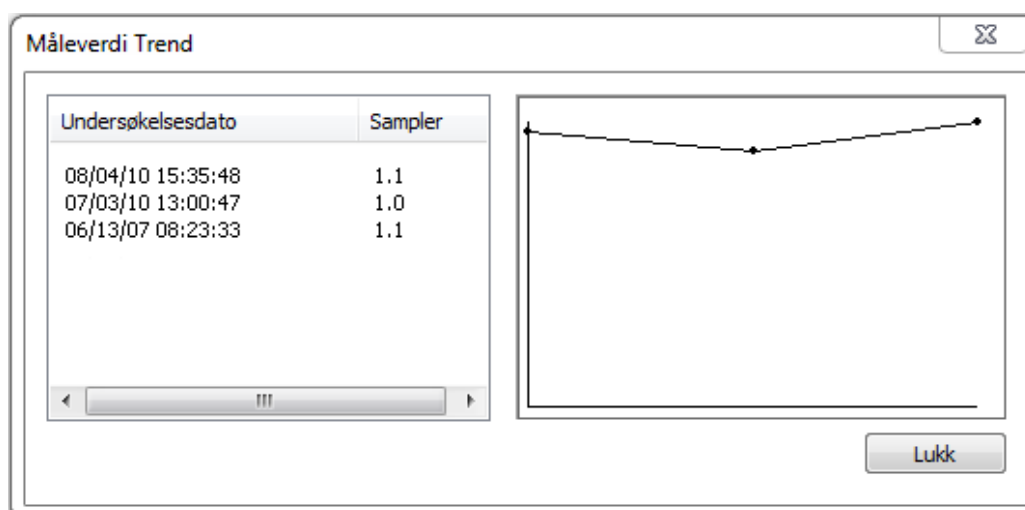 Måleverdi Trend
Undersøkelsesdato Sampler
08/04/10 15:35:48 1.1
07/03/10 13:00:47 1.0
06/13/07 08:23:33 1.1
Lukk